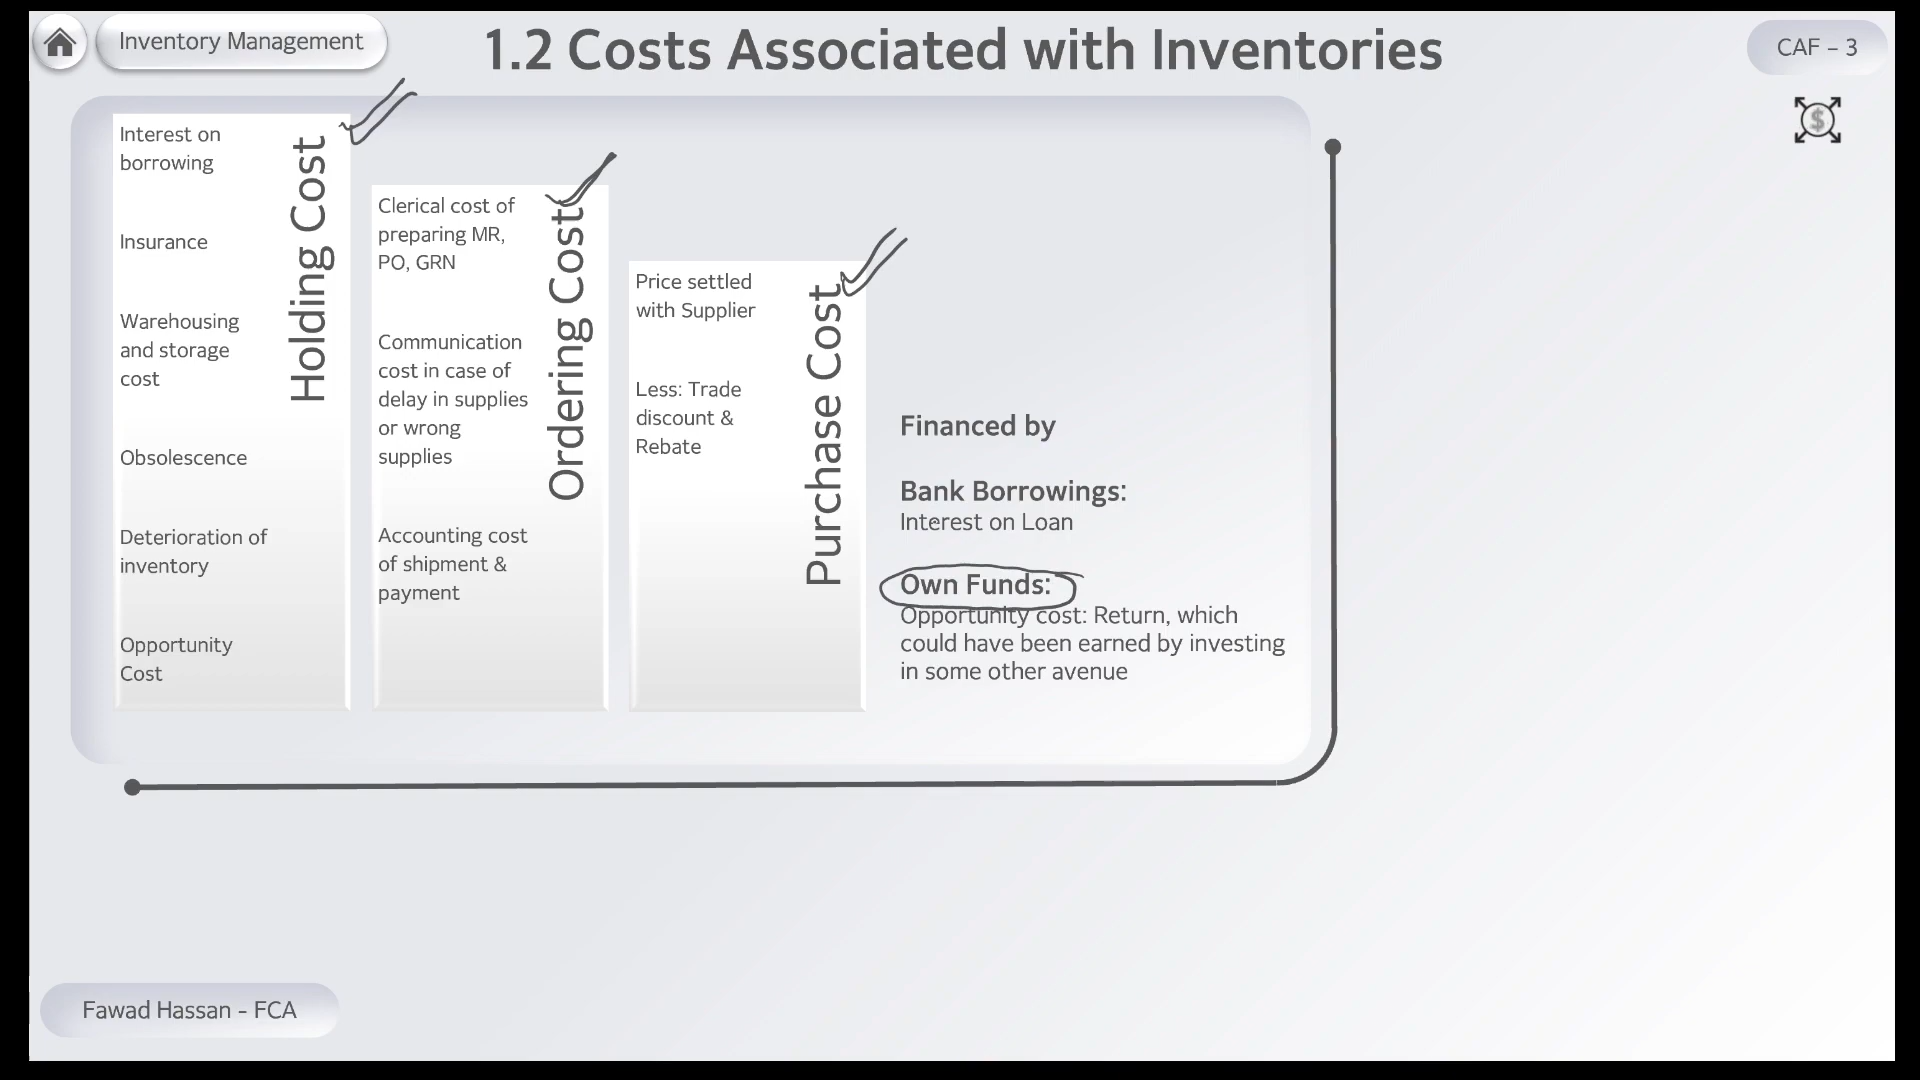 Inventory Management
1.2 Costs Associated with Inventories
CAF – 3
Interest on
borrowing
Insurance
Warehousing
and storage
cost
Obsolescence
Deterioration of
inventory
Opportunity
Cost
Holding Cost
Clerical cost of
preparing MR,
PO, GRN
Communication
cost in case of
delay in supplies
or wrong
supplies
Accounting cost
of shipment &
payment
Ordering Cost
Price settled
with Supplier
Less: Trade
discount &
Rebate
Purchase Cost
Financed by
Bank Borrowings:
Interest on Loan
Own Funds:
Opportunity cost: Return, which
could have been earned by investing
in some other avenue
$
Fawad Hassan - FCA